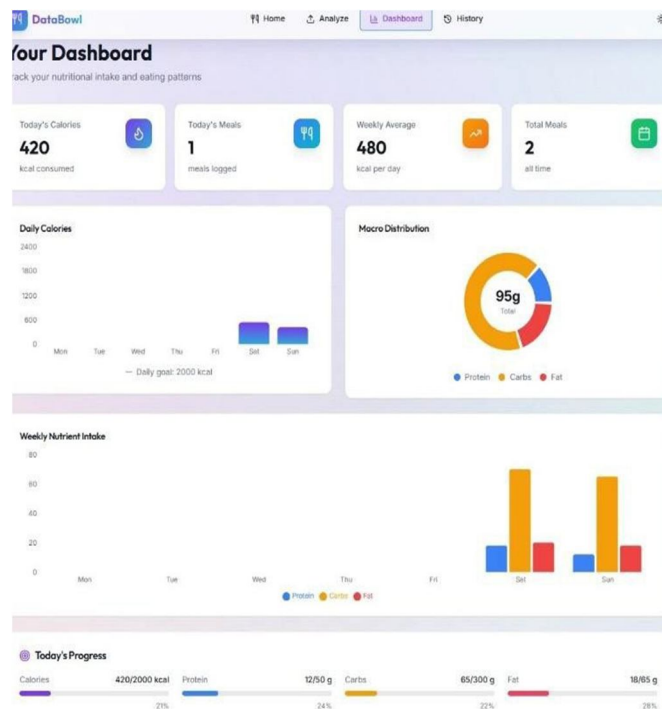 DataBowl Home Analyze Dashboard History
Your Dashboard
rack your nutritional intake and eating patterns
Today's Calories
420
kcal consumed
Today's Meals
1
meals logged
Weekly Average
480
kcal per day
Total Meals
2
all time
Daily Calories
2400
1800
1200
600
0
Mon Tue Wed Thu Fri Sat Sun
Daily goal: 2000 kcal
Macro Distribution
95g
Total
Protein Carbs Fat
Weekly Nutrient Intake
80
60
40
20
0
Mon Tue Wed Thu Fri Sat Sun
Protein Carbs Fat
Today's Progress
Calories 420/2000 kcal
21%
Protein 12/50 g
24%
Carbs 65/300 g
22%
Fat 18/65 g
28%